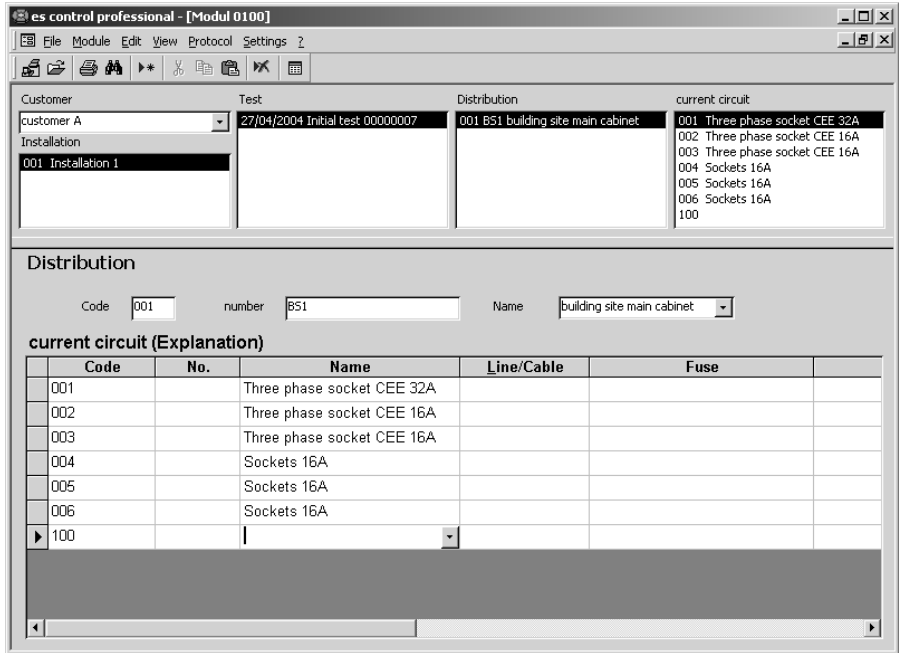 es control professional - [Modul 0100]
File Module Edit View Protocol Settings ?
Customer
customer A
Installation
001 Installation 1
Test
27/04/2004 Initial test 00000007
Distribution
001 BS1 building site main cabinet
current circuit
001 Three phase socket CEE 32A
002 Three phase socket CEE 16A
003 Three phase socket CEE 16A
004 Sockets 16A
005 Sockets 16A
006 Sockets 16A
100
Distribution
Code 001 number BS1 Name building site main cabinet
current circuit (Explanation)
Code No. Name Line/Cable Fuse
001 Three phase socket CEE 32A
002 Three phase socket CEE 16A
003 Three phase socket CEE 16A
004 Sockets 16A
005 Sockets 16A
006 Sockets 16A
100